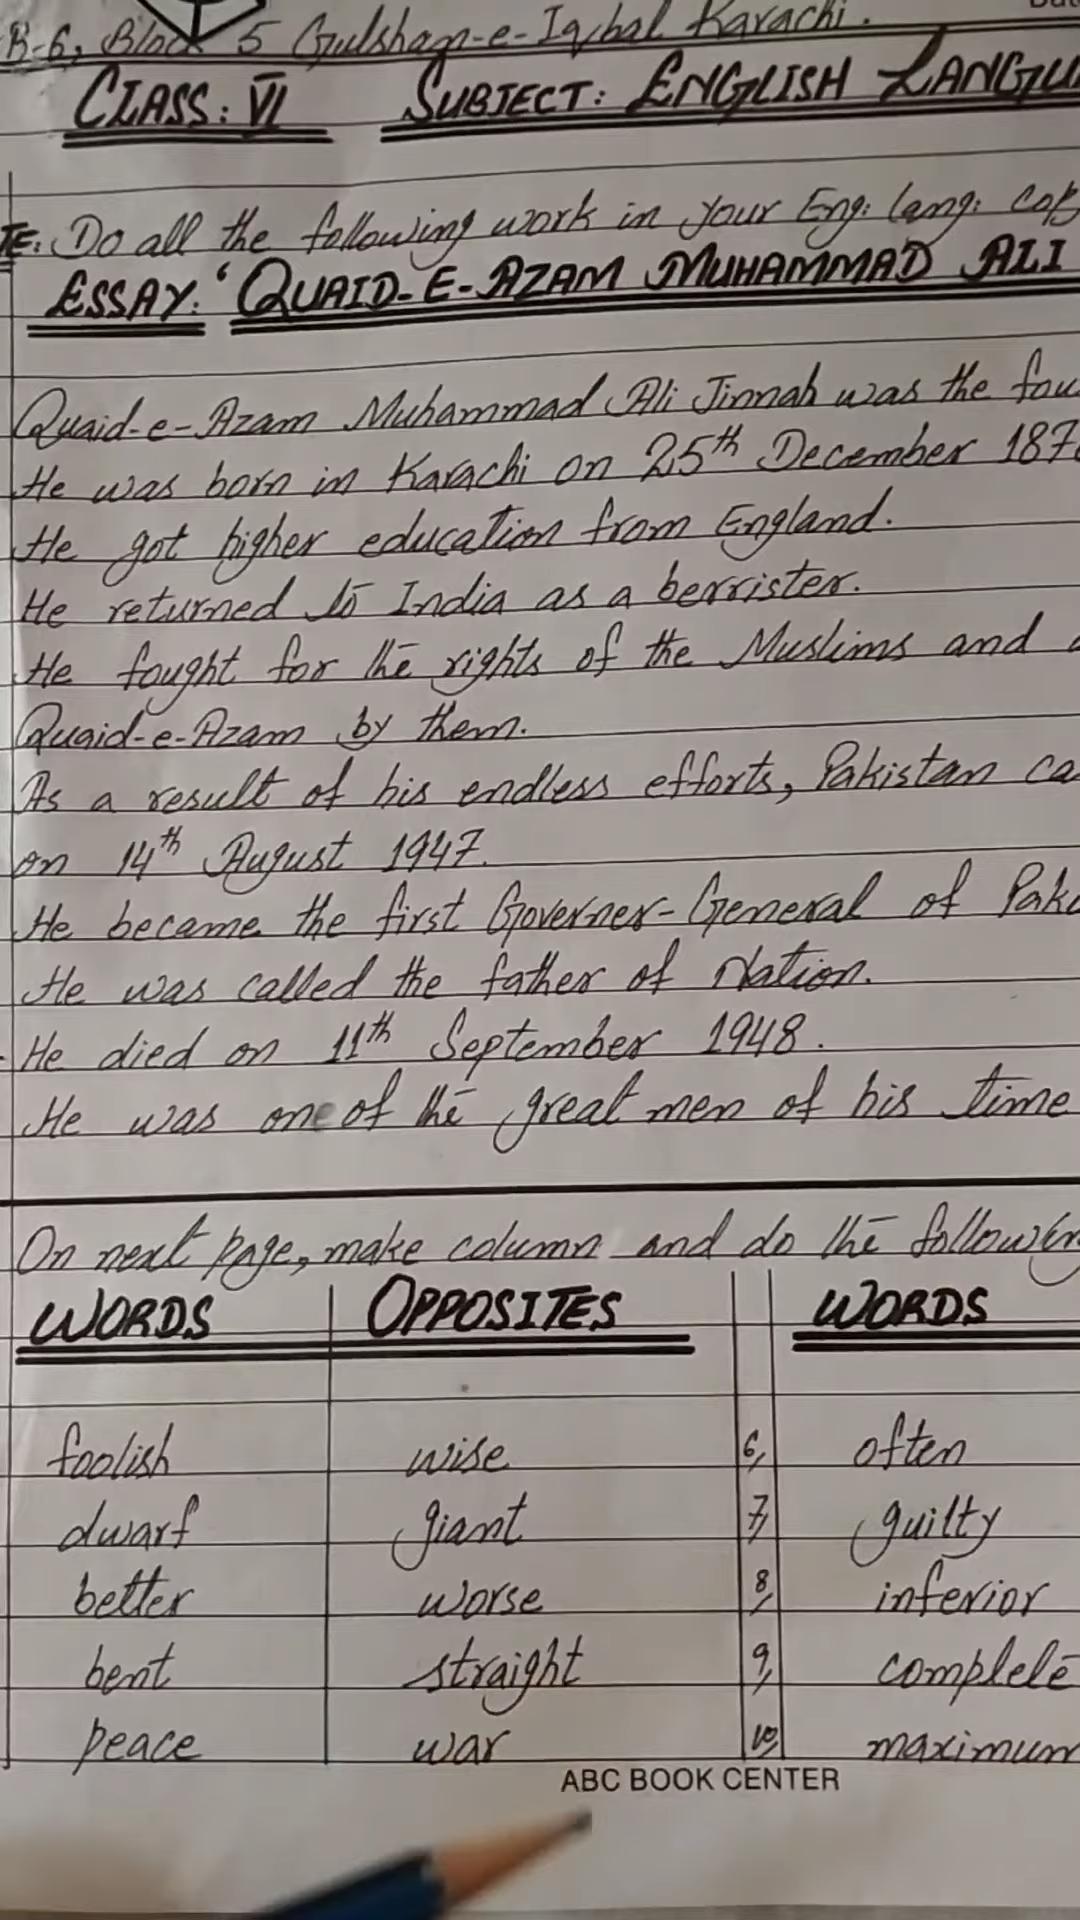 B-6, Block 5 Gulshan-e-Iqbal Karachi.
CLASS: VI SUBJECT: ENGLISH LANGU
TE: Do all the following work in your Eng: lang: cop
ESSAY: ‘QUAID-E-AZAM MUHAMMAD ALI
Quaid-e-Azam Muhammad Ali Jinnah was the fou
He was born in Karachi on 25th December 187
He got higher education from England.
He returned to India as a berrister.
He fought for the rights of the Muslims and
Quaid-e-Azam by them.
As a result of his endless efforts, Pakistan ca
on 14th August 1947.
He became the first Governer-General of Pak
He was called the father of Nation.
He died on 11th September 1948.
He was one of the great men of his time
On next page, make column and do the following
WORDS OPPOSITES WORDS
foolish wise 6, often
dwarf giant 7, guilty
better worse 8, inferior
bent straight 9, complete
peace war 10, maximum
ABC BOOK CENTER